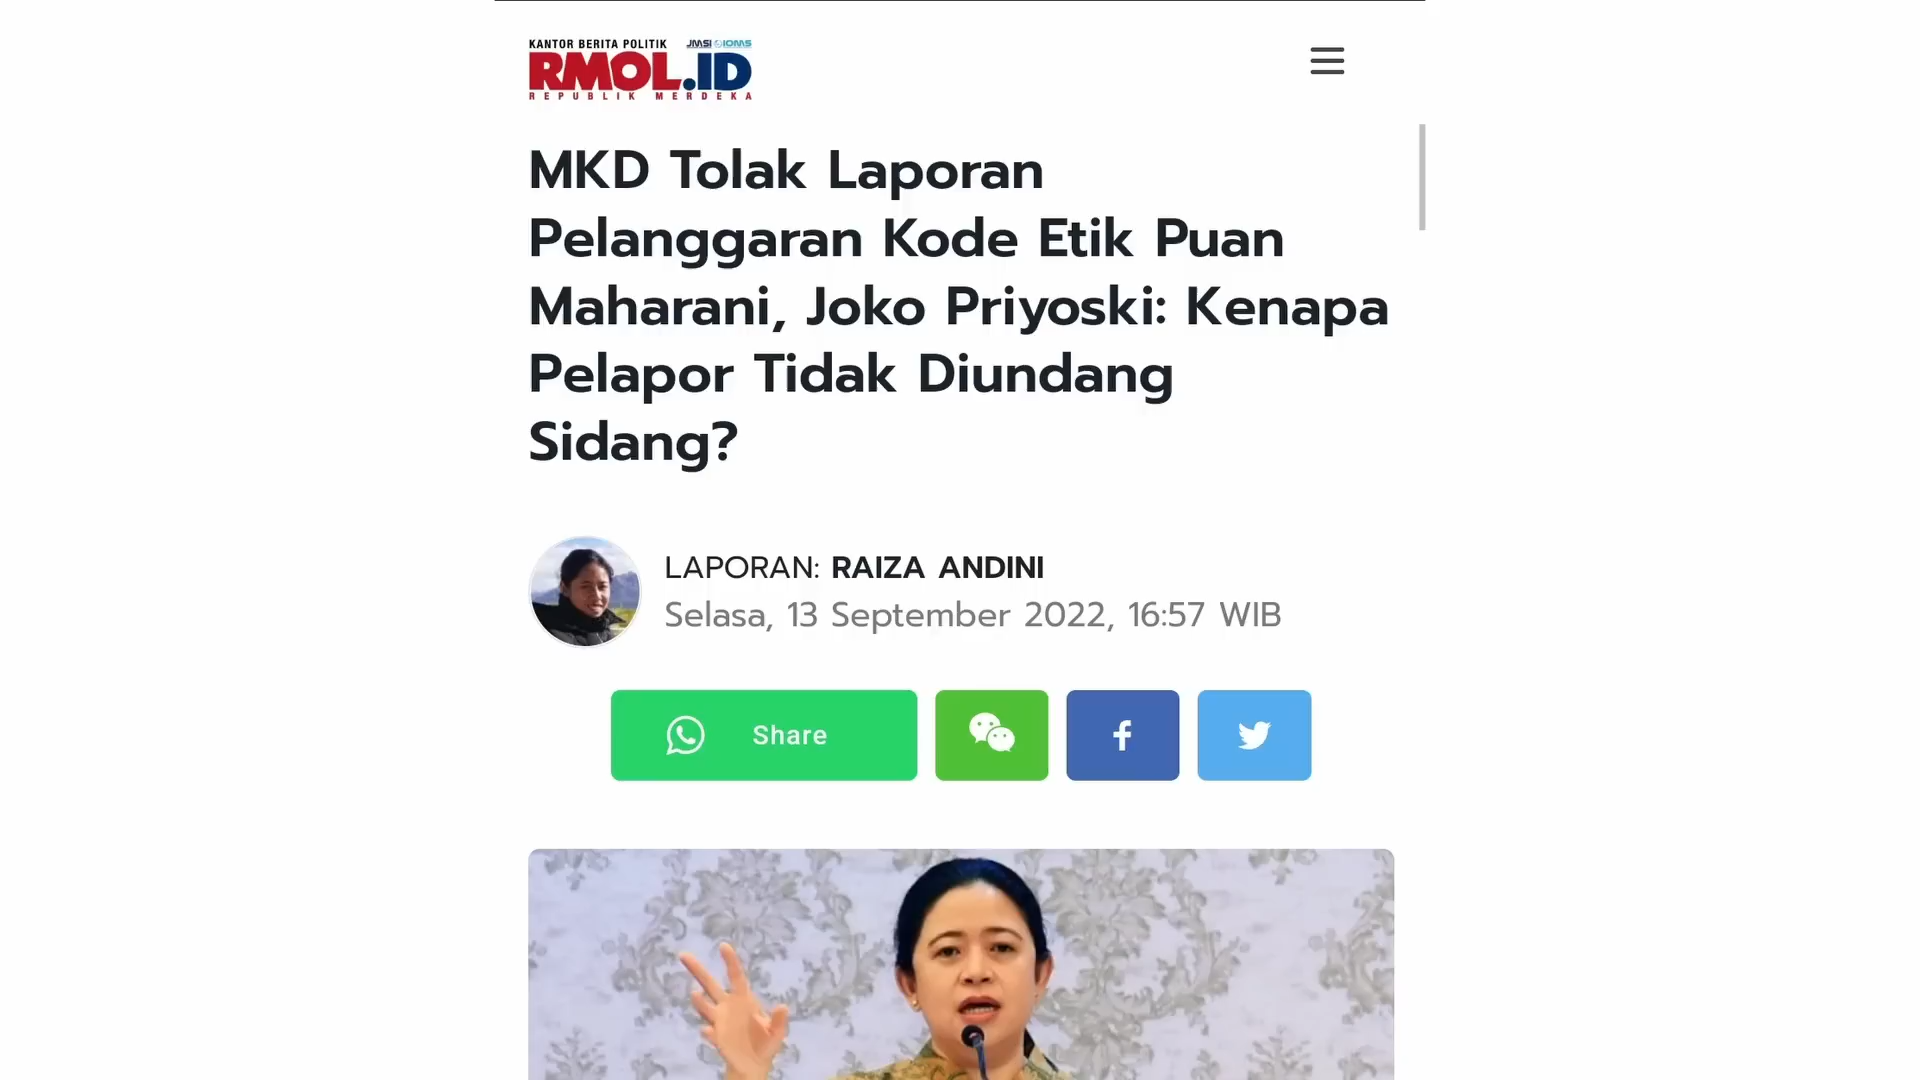 KANTOR BERITA POLITIK JMSI
RMOL.ID
REPUBLIK MERDEKA
MKD Tolak Laporan
Pelanggaran Kode Etik Puan
Maharani, Joko Priyoski: Kenapa
Pelapor Tidak Diundang
Sidang?
LAPORAN: RAIZA ANDINI
Selasa, 13 September 2022, 16:57 WIB
Share